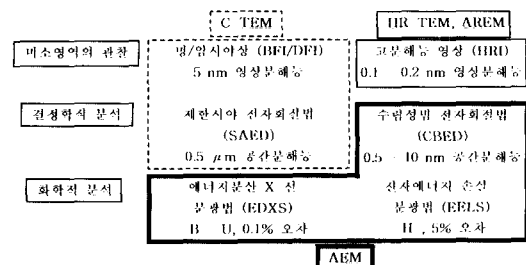 C TEM
HR TEM, AREM
미소영역의 관찰
명/암시야상 (BFI/DFI)
5 nm 영상분해능
고분해능 영상 (HRI)
0.1 0.2 nm 영상분해능
결정학적 분석
제한시야 전자회절법
(SAED)
0.5 μm 공간분해능
수렴성빔 전자회절법
(CBED)
0.5 10 nm 공간분해능
화학적 분석
에너지분산 X 선
분광법 (EDXS)
B U, 0.1% 오차
전자에너지 손실
분광법 (EELS)
H , 5% 오차
AEM